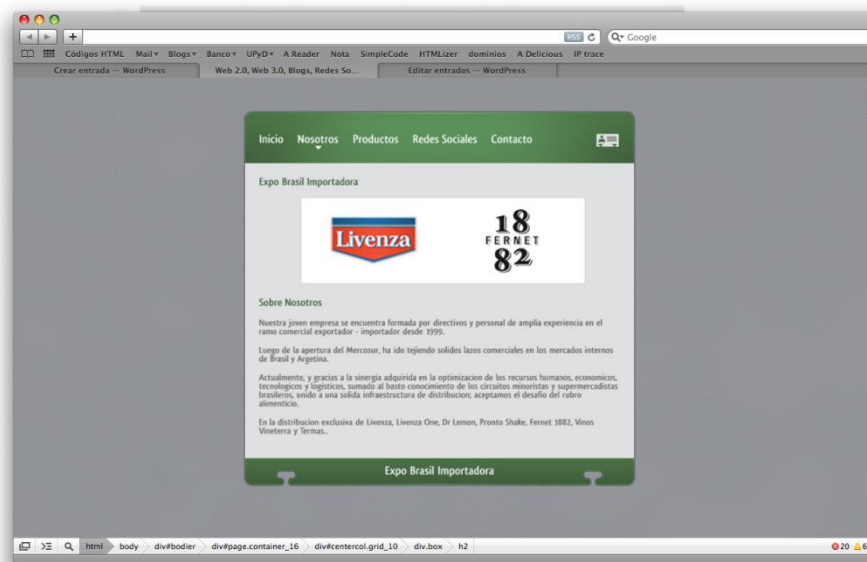 RSS Google
Códigos HTML Mail Blogs Banco UPyD A Reader Nota SimpleCode HTMLizer dominios A Delicious IP trace
Crear entrada — WordPress Web 2.0, Web 3.0, Blogs, Redes So... Editar entradas — WordPress
Inicio Nosotros Productos Redes Sociales Contacto
Expo Brasil Importadora
Livenza
18
FERNET
82
Sobre Nosotros
Nuestra joven empresa se encuentra formada por directivos y personal de amplia experiencia en el
ramo comercial exportador - importador desde 1999.
Luego de la apertura del Mercosur, ha ido tejiendo solidos lazos comerciales en los mercados internos
de Brasil y Argetina.
Actualmente, y gracias a la sinergia adquirida en la optimizacion de los recursos humanos, economicos,
tecnologicos y logisticos, sumado al basto conocimiento de los circuitos minoristas y supermercadistas
brasileros, unido a una solida infraestructura de distribucion; aceptamos el desafio del rubro
alimenticio.
En la distribucion exclusiva de Livenza, Livenza One, Dr Lemon, Pronto Shake, Fernet 1882, Vinos
Vineterra y Termas..
Expo Brasil Importadora
html body div#bodier div#page.container_16 div#centercol.grid_10 div.box h2 20 6